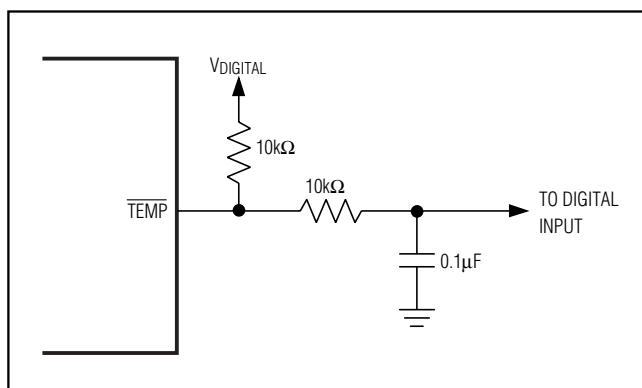 VDIGITAL
10kΩ
10kΩ
TEMP
TO DIGITAL
INPUT
0.1μF